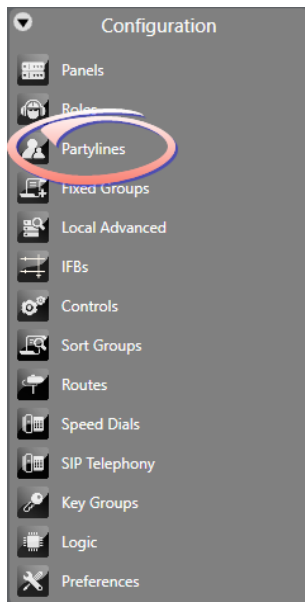 Configuration
Panels
Roles
Partylines
Fixed Groups
Local Advanced
IFBs
Controls
Sort Groups
Routes
Speed Dials
SIP Telephony
Key Groups
Logic
Preferences